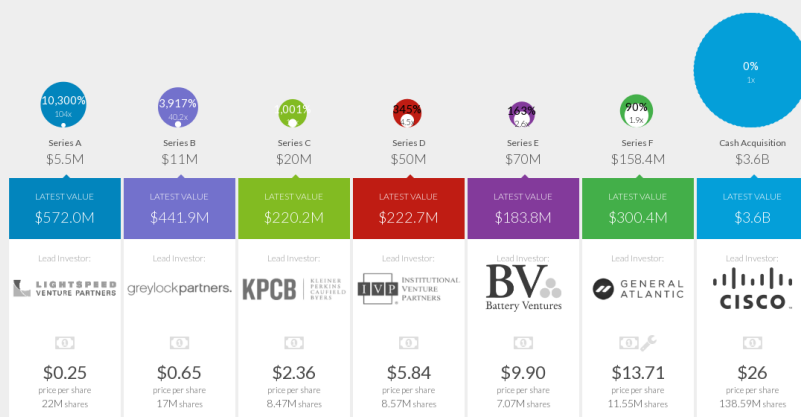 10,300%
104x
Series A
$5.5M
LATEST VALUE
$572.0M
Lead Investor:
LIGHTSPEED
VENTURE PARTNERS
$0.25
price per share
22M shares
3,917%
40.2x
Series B
$11M
LATEST VALUE
$441.9M
Lead Investor:
greylockpartners.
$0.65
price per share
17M shares
,001%
Series C
$20M
LATEST VALUE
$220.2M
Lead Investor:
KPCB
KLEINER
PERKINS
CAUFIELD
BYERS
$2.36
price per share
8.47M shares
345%
4.5x
Series D
$50M
LATEST VALUE
$222.7M
Lead Investor:
IVP
INSTITUTIONAL
VENTURE
PARTNERS
$5.84
price per share
8.57M shares
163%
2.6x
Series E
$70M
LATEST VALUE
$183.8M
Lead Investor:
BV
Battery Ventures
$9.90
price per share
7.07M shares
90%
1.9x
Series F
$158.4M
LATEST VALUE
$300.4M
Lead Investor:
GENERAL
ATLANTIC
$13.71
price per share
11.55M shares
0%
1x
Cash Acquisition
$3.6B
LATEST VALUE
$3.6B
Lead Investor:
CISCO
$26
price per share
138.59M shares